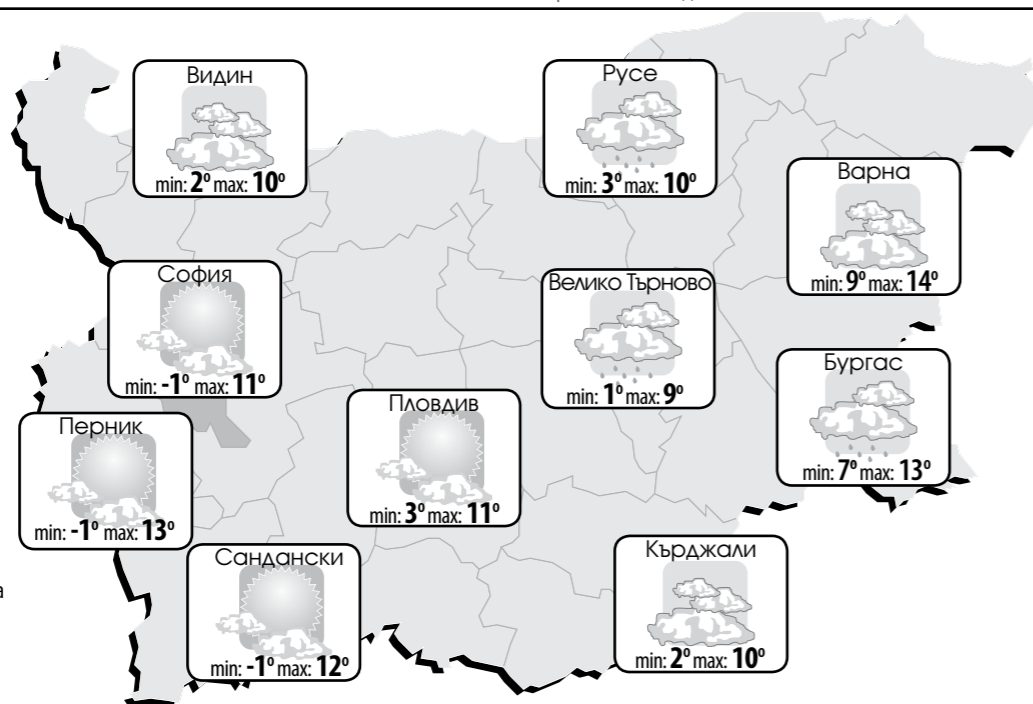 Видин
min: 2° max: 10°
Русе
min: 3° max: 10°
Варна
min: 9° max: 14°
София
min: -1° max: 11°
Велико Търново
min: 1° max: 9°
Бургас
min: 7° max: 13°
Пловдив
min: 3° max: 11°
Перник
min: -1° max: 13°
Сандански
min: -1° max: 12°
Кърджали
min: 2° max: 10°
а